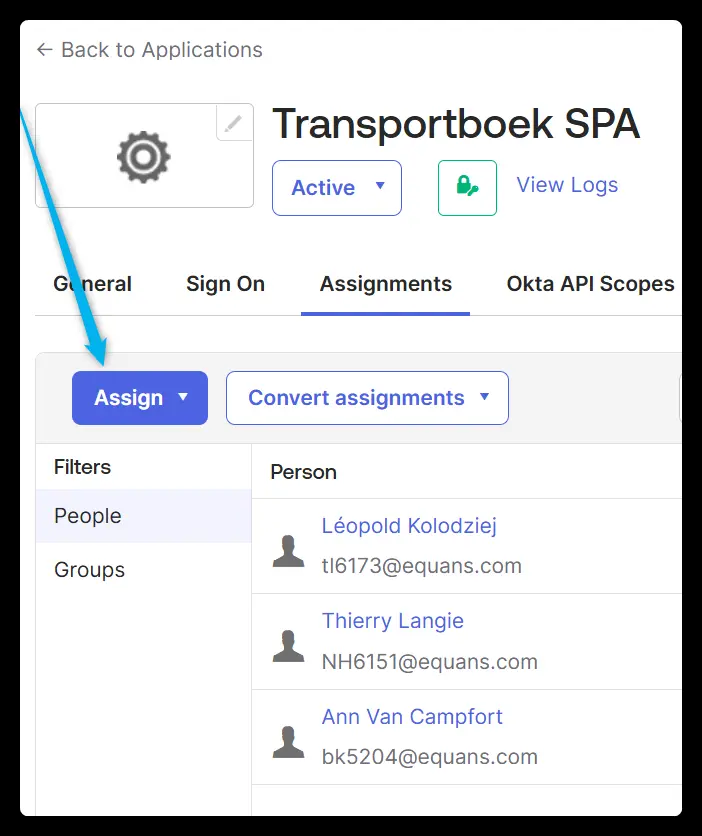 ← Back to Applications
Transportboek SPA
Active
View Logs
General Sign On Assignments Okta API Scopes
Assign Convert assignments
Filters
Person
People
Groups
Léopold Kolodziej
tl6173@equans.com
Thierry Langie
NH6151@equans.com
Ann Van Campfort
bk5204@equans.com